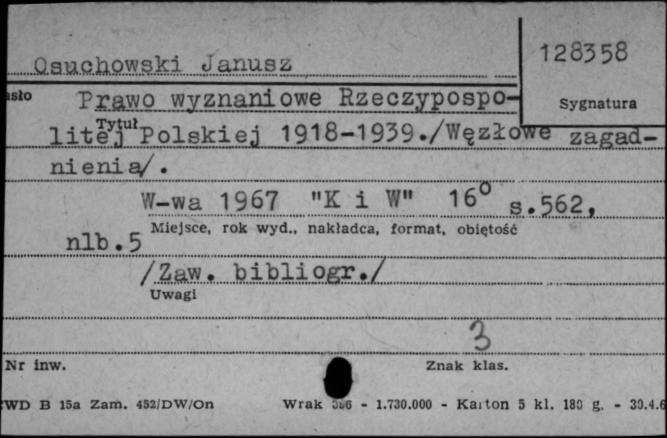 128358
Osuchowski Janusz
Sygnatura
Prawo wyznaniowe Rzeczypospo-
Tytuł
litej Polskiej 1918-1939./Węzłowe zagad-
nienia/.
W-wa 1967 "K i W" 16° s.562,
Miejsce, rok wyd., nakładca, format, objętość
nlb.5
/Zaw. bibliogr./
Uwagi
3
Nr inw. Znak klas.
WD B 15a Zam. 452/DW/On Wrak - 1.730.000 - Karton 5 kl. 180 g. - 30.4.6